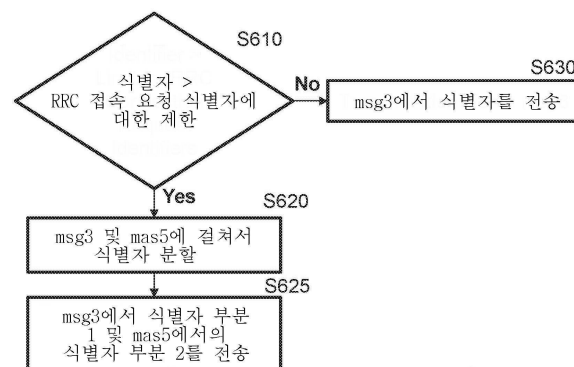 S610
식별자 >
RRC 접속 요청 식별자에
대한 제한
No
S630
msg3에서 식별자를 전송
Yes
S620
msg3 및 mas5에 걸쳐서
식별자 분할
S625
msg3에서 식별자 부분
1 및 mas5에서의
식별자 부분 2를 전송